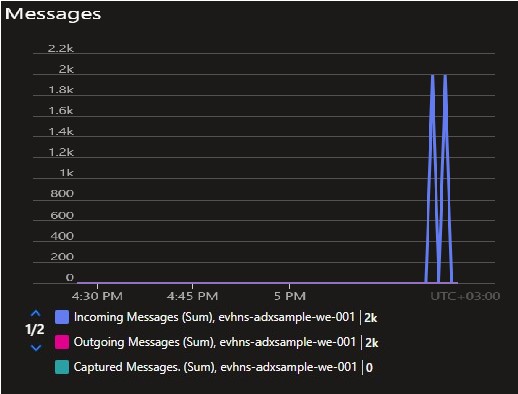 Messages
2.2k
2k
1.8k
1.6k
1.4k
1.2k
1k
800
600
400
200
0
4:30 PM 4:45 PM 5 PM UTC+03:00
Incoming Messages (Sum), evhns-adxsample-we-001 2k
1/2
Outgoing Messages (Sum), evhns-adxsample-we-001 2k
Captured Messages. (Sum), evhns-adxsample-we-001 0